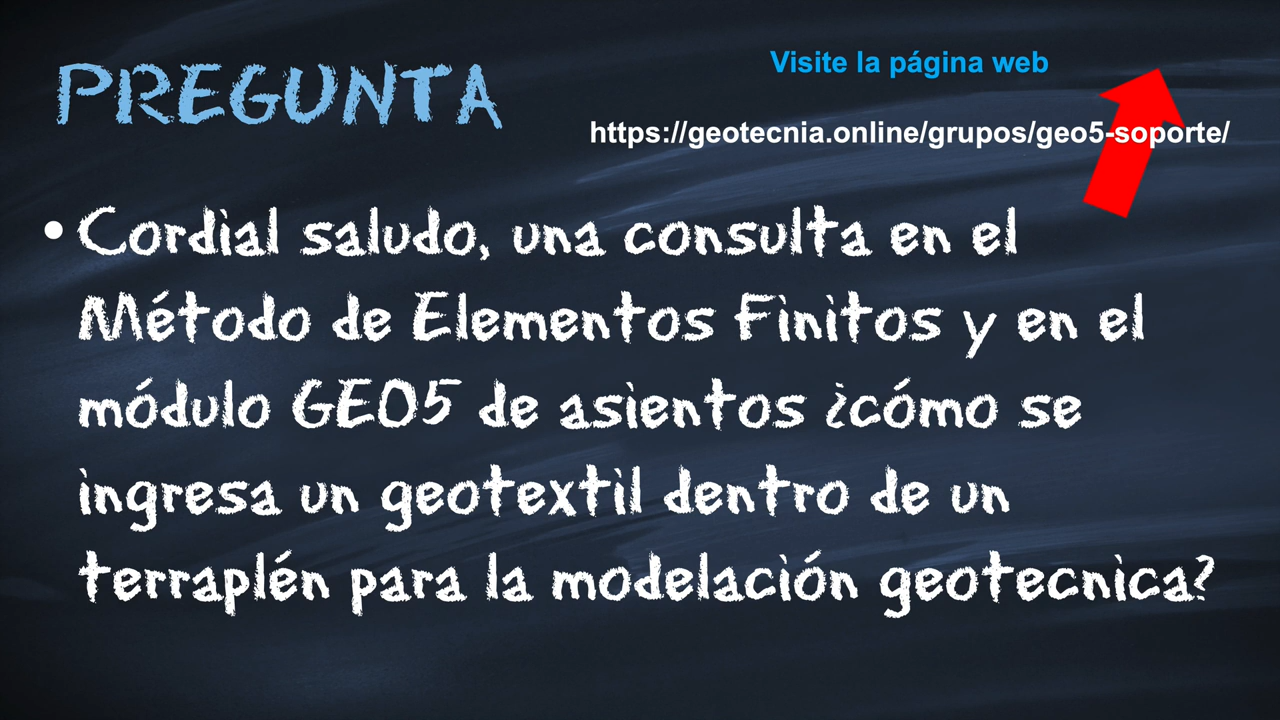 PREGUNTA
Visite la página web
https://geotecnia.online/grupos/geo5-soporte/
• Cordial saludo, una consulta en el
Método de Elementos Finitos y en el
módulo GEO5 de asientos ¿cómo se
ingresa un geotextil dentro de un
terraplén para la modelación geotecnica?